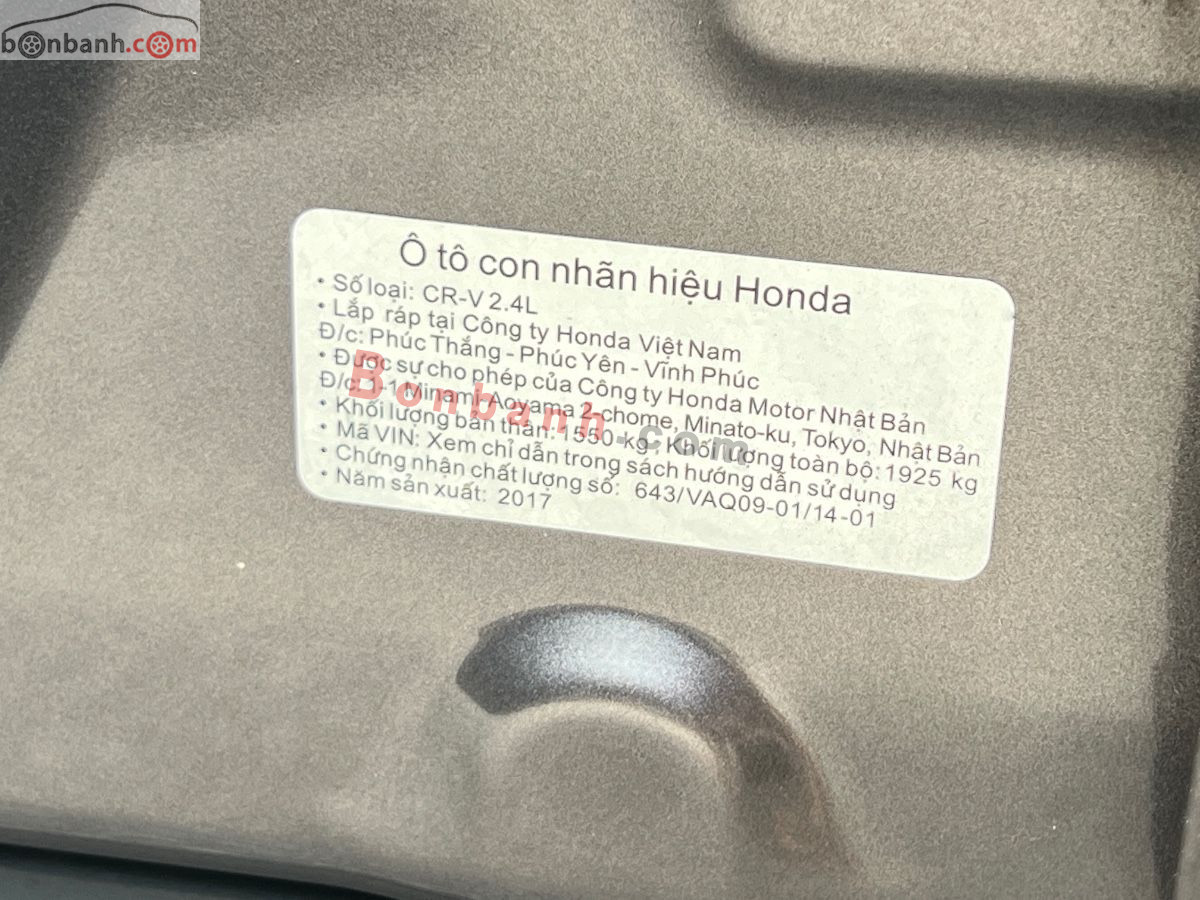 bonbanh.com
Ô tô con nhãn hiệu Honda
• Số loại: CR-V 2.4L
• Lắp ráp tại Công ty Honda Việt Nam
Đ/c: Phúc Thắng - Phúc Yên - Vĩnh Phúc
• Được sự cho phép của Công ty Honda Motor Nhật Bản
Đ/c: 1-1 Minami-Aoyama 2-chome, Minato-ku, Tokyo, Nhật Bản
• Khối lượng bản thân: 1550 kg; Khối lượng toàn bộ: 1925 kg
• Mã VIN: Xem chỉ dẫn trong sách hướng dẫn sử dụng
• Chứng nhận chất lượng số: 643/VAQ09-01/14-01
• Năm sản xuất: 2017
Bonbanh.com